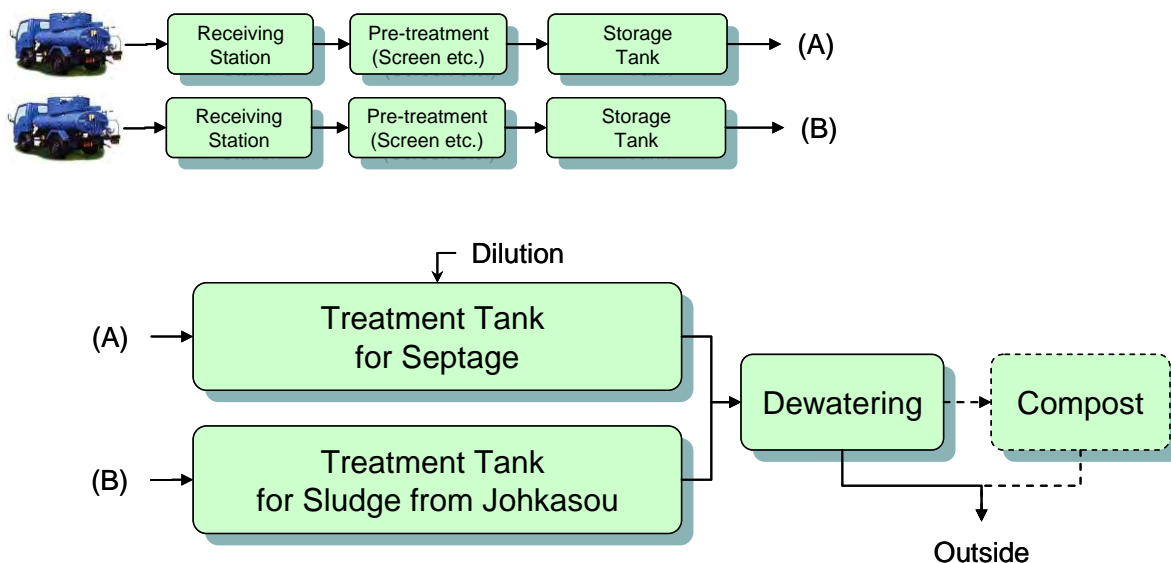 Receiving
Station
Pre-treatment
(Screen etc.)
Storage
Tank
(A)
Receiving
Station
Pre-treatment
(Screen etc.)
Storage
Tank
(B)
Dilution
(A)
Treatment Tank
for Septage
Dewatering
Compost
(B)
Treatment Tank
for Sludge from Johkasou
Outside